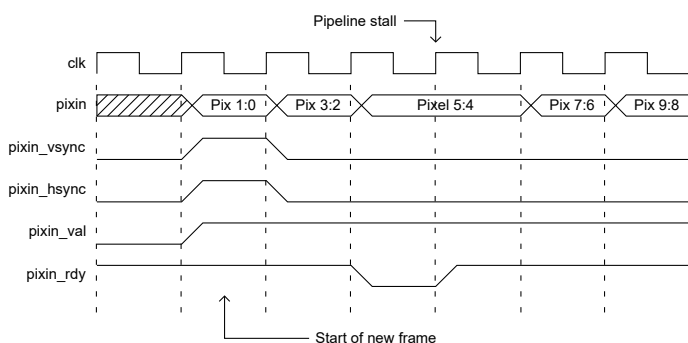 Pipeline stall
clk
pixin Pix 1:0 Pix 3:2 Pixel 5:4 Pix 7:6 Pix 9:8
pixin_vsync
pixin_hsync
pixin_val
pixin_rdy
Start of new frame